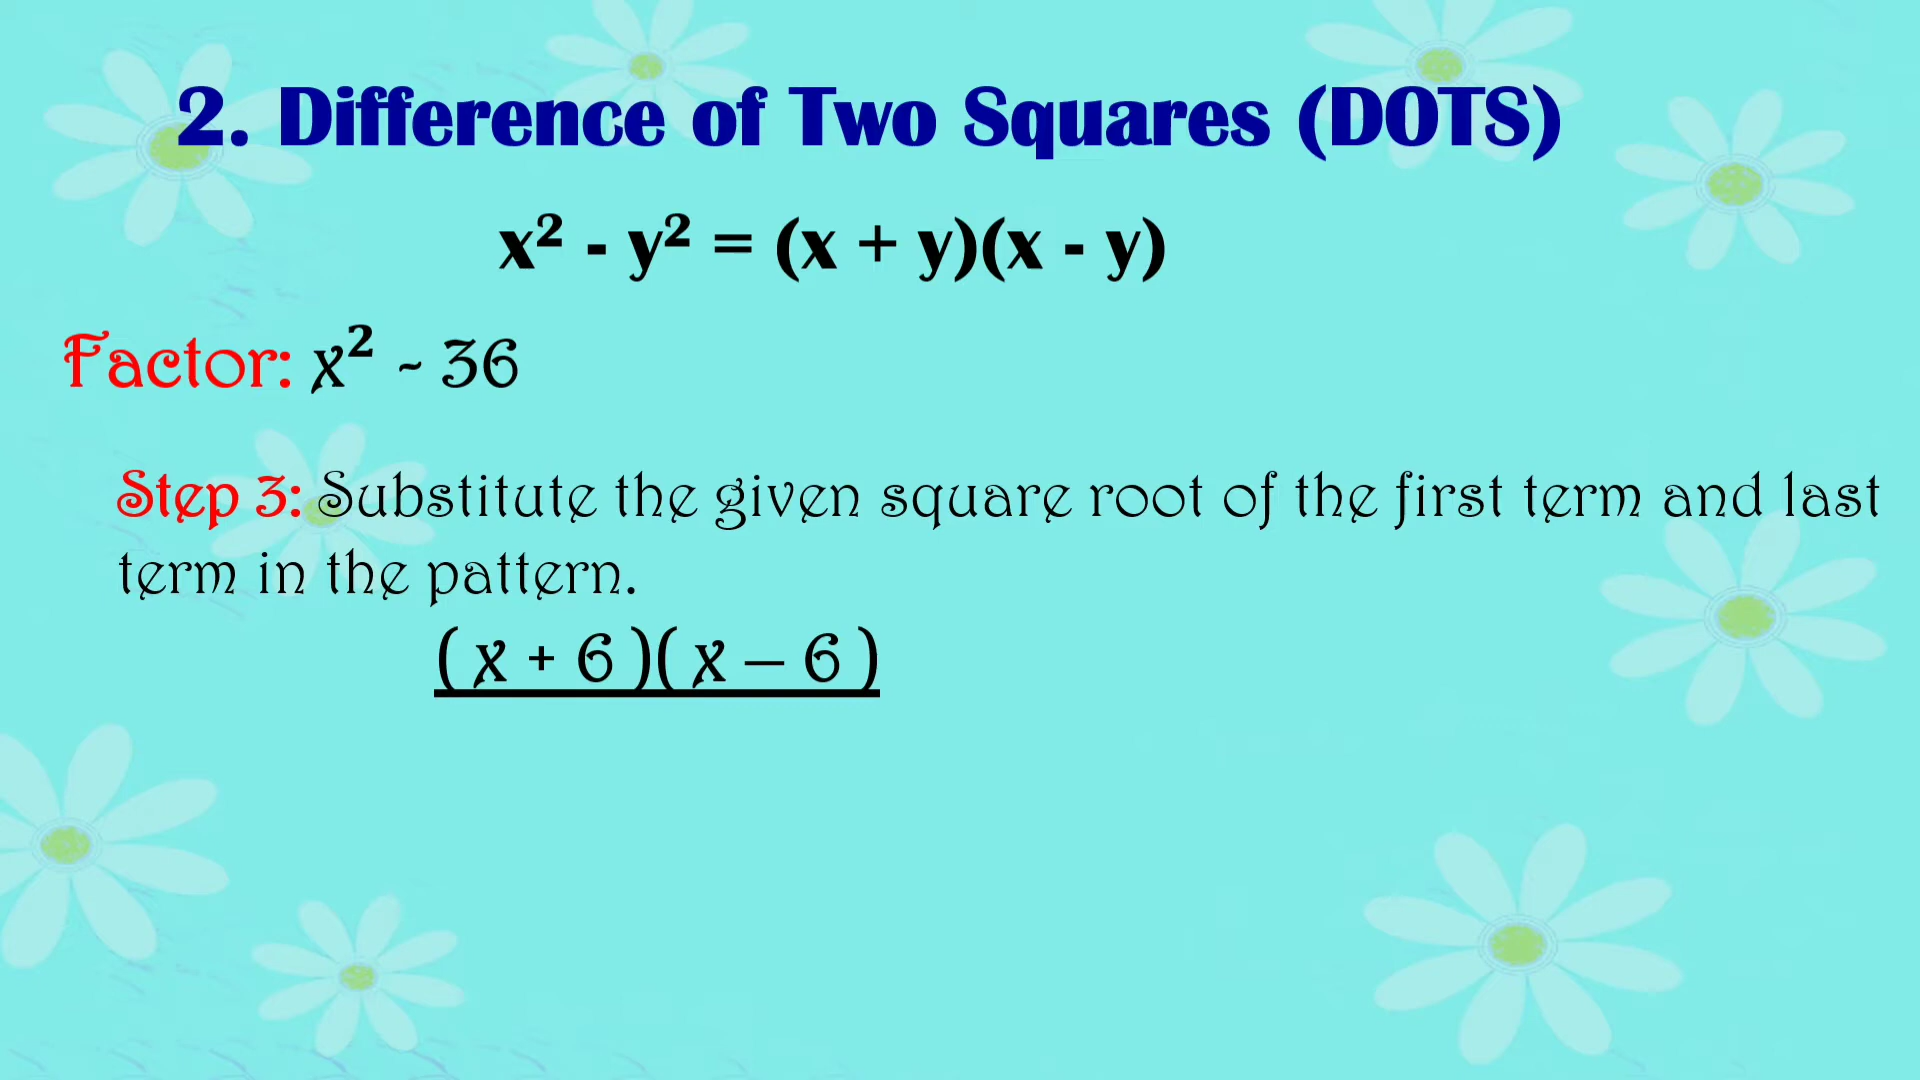 2. Difference of Two Squares (DOTS)
x² - y² = (x + y)(x - y)
Factor: x² - 36
Step 3: Substitute the given square root of the first term and last
term in the pattern.
( x + 6 )( x – 6 )